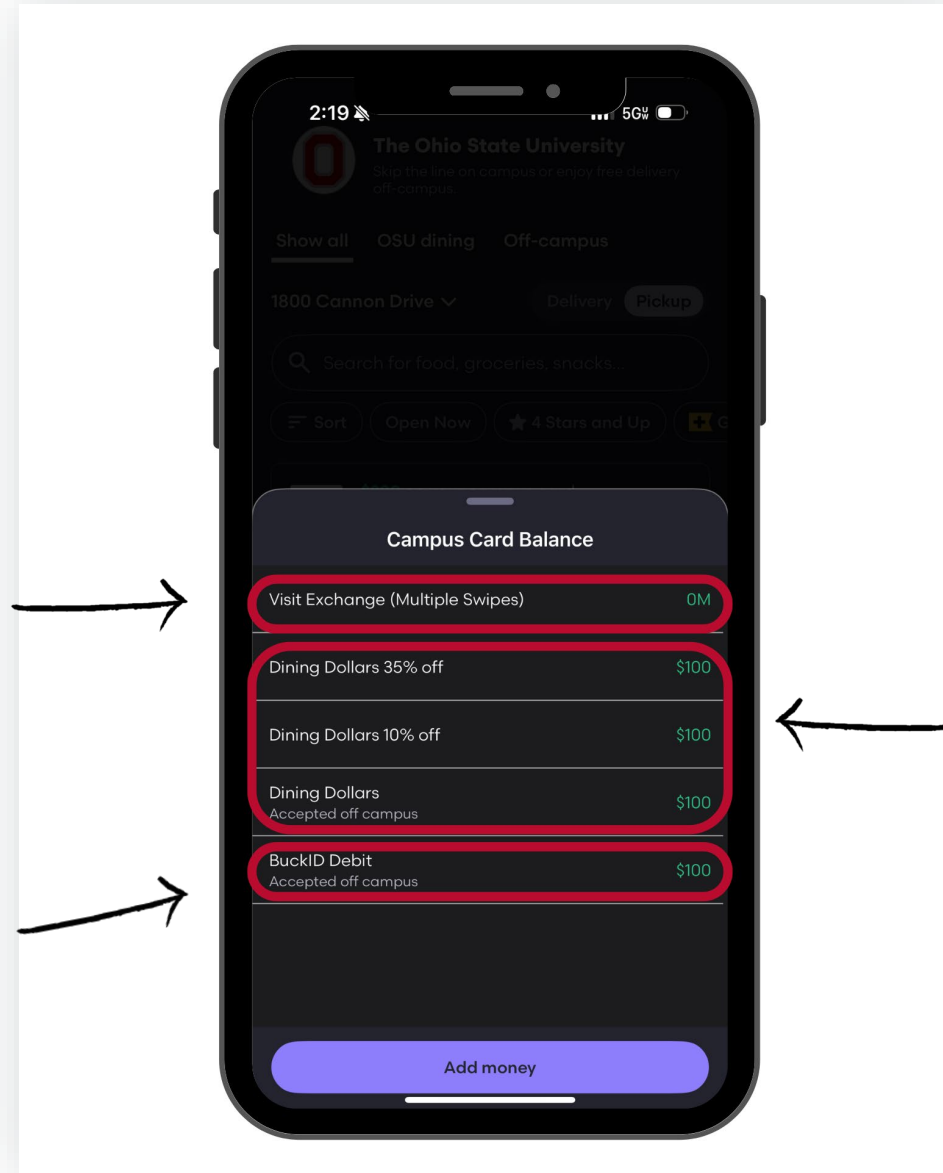 2:19 5G UW
The Ohio State University
Skip the line on campus or enjoy free delivery
off-campus.
Show all OSU dining Off-campus
1800 Cannon Drive Delivery Pickup
Search for food, groceries, snacks...
Sort Open Now 4 Stars and Up G
Campus Card Balance
Visit Exchange (Multiple Swipes) 0M
Dining Dollars 35% off $100
Dining Dollars 10% off $100
Dining Dollars
Accepted off campus $100
BuckID Debit
Accepted off campus $100
Add money